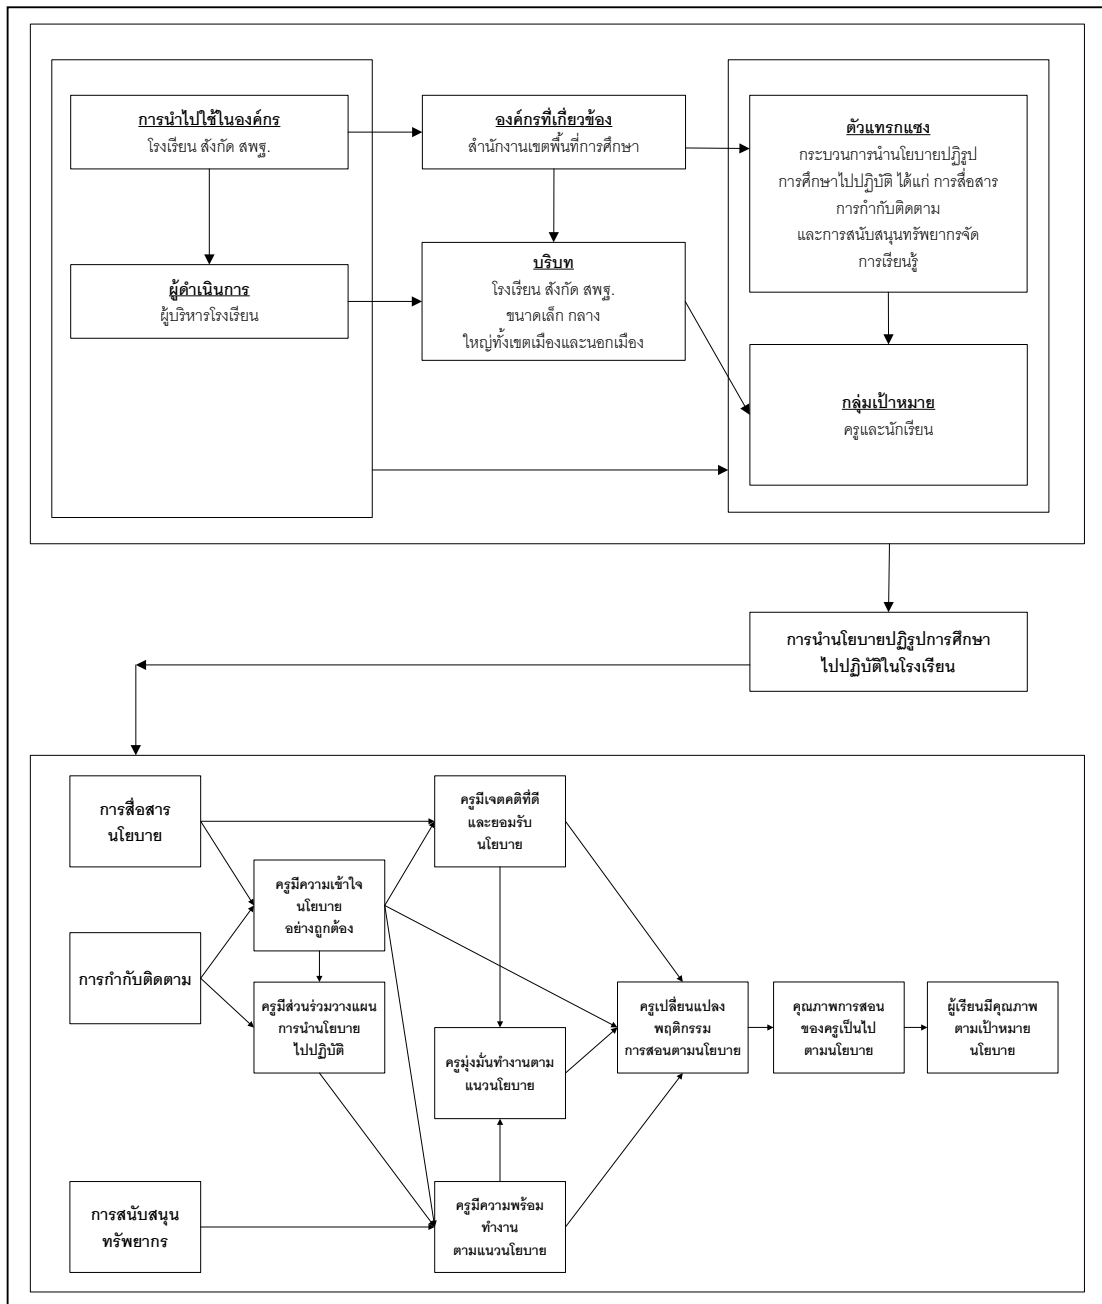 การนำไปใช้ในองค์กร
โรงเรียน สังกัด สพฐ.
องค์กรที่เกี่ยวข้อง
สำนักงานเขตพื้นที่การศึกษา
ตัวแทรกแซง
กระบวนการนำนโยบายปฏิรูป
การศึกษาไปปฏิบัติ ได้แก่ การสื่อสาร
การกำกับติดตาม
และการสนับสนุนทรัพยากรจัด
การเรียนรู้
ผู้ดำเนินการ
ผู้บริหารโรงเรียน
บริบท
โรงเรียน สังกัด สพฐ.
ขนาดเล็ก กลาง
ใหญ่ทั้งเขตเมืองและนอกเมือง
กลุ่มเป้าหมาย
ครูและนักเรียน
การนำนโยบายปฏิรูปการศึกษา
ไปปฏิบัติในโรงเรียน
การสื่อสาร
นโยบาย
ครูมีเจตคติที่ดี
และยอมรับ
นโยบาย
ครูมีความเข้าใจ
นโยบาย
อย่างถูกต้อง
การกำกับติดตาม
ครูมีส่วนร่วมวางแผน
การนำนโยบาย
ไปปฏิบัติ
ครูมุ่งมั่นทำงานตาม
แนวนโยบาย
ครูเปลี่ยนแปลง
พฤติกรรม
การสอนตามนโยบาย
คุณภาพการสอน
ของครูเป็นไป
ตามนโยบาย
ผู้เรียนมีคุณภาพ
ตามเป้าหมาย
นโยบาย
การสนับสนุน
ทรัพยากร
ครูมีความพร้อม
ทำงาน
ตามแนวนโยบาย